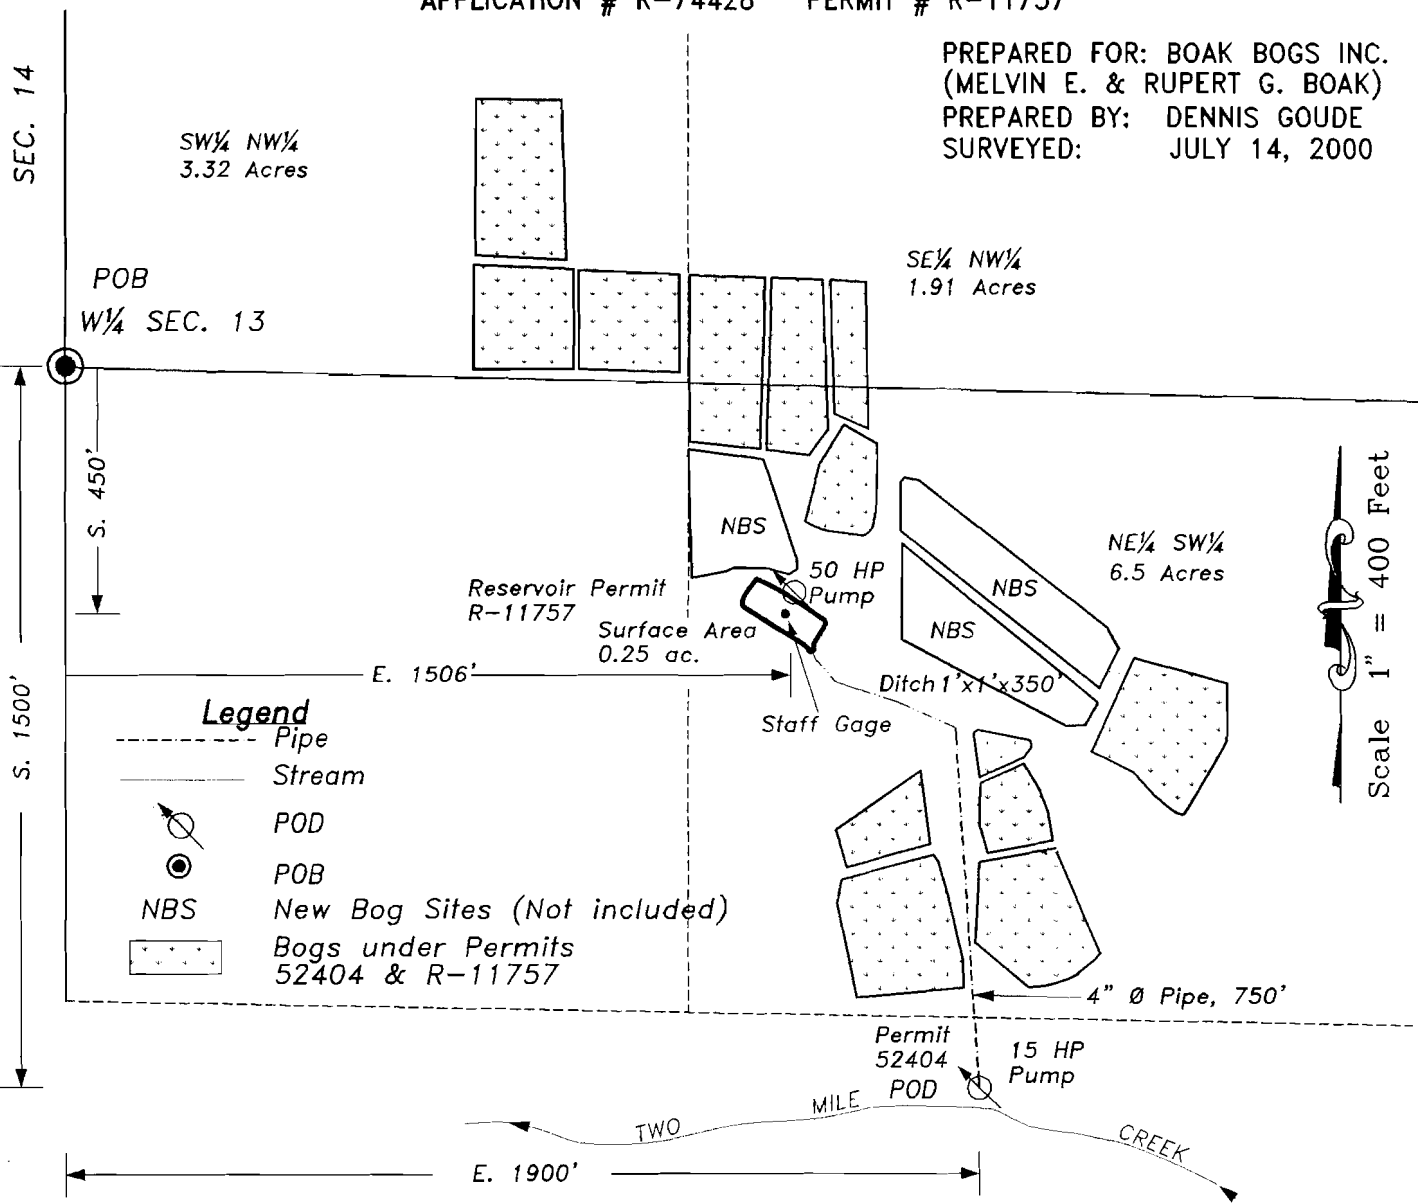 APPLICATION # R-74428 PERMIT # R-11757
PREPARED FOR: BOAK BOGS INC.
(MELVIN E. & RUPERT G. BOAK)
PREPARED BY: DENNIS GOUDE
SURVEYED: JULY 14, 2000
SEC. 14
SW¼ NW¼
3.32 Acres
SE¼ NW¼
1.91 Acres
POB
W¼ SEC. 13
S. 450'
S. 1500'
NBS
50 HP
Pump
Reservoir Permit
R-11757
Surface Area
0.25 ac.
NBS
NBS
NE¼ SW¼
6.5 Acres
Scale 1" = 400 Feet
E. 1506'
Ditch 1'x1'x350'
Staff Gage
Legend
Pipe
Stream
POD
POB
NBS New Bog Sites (Not included)
Bogs under Permits
52404 & R-11757
4" Ø Pipe, 750'
Permit
52404
POD
15 HP
Pump
TWO MILE CREEK
E. 1900'